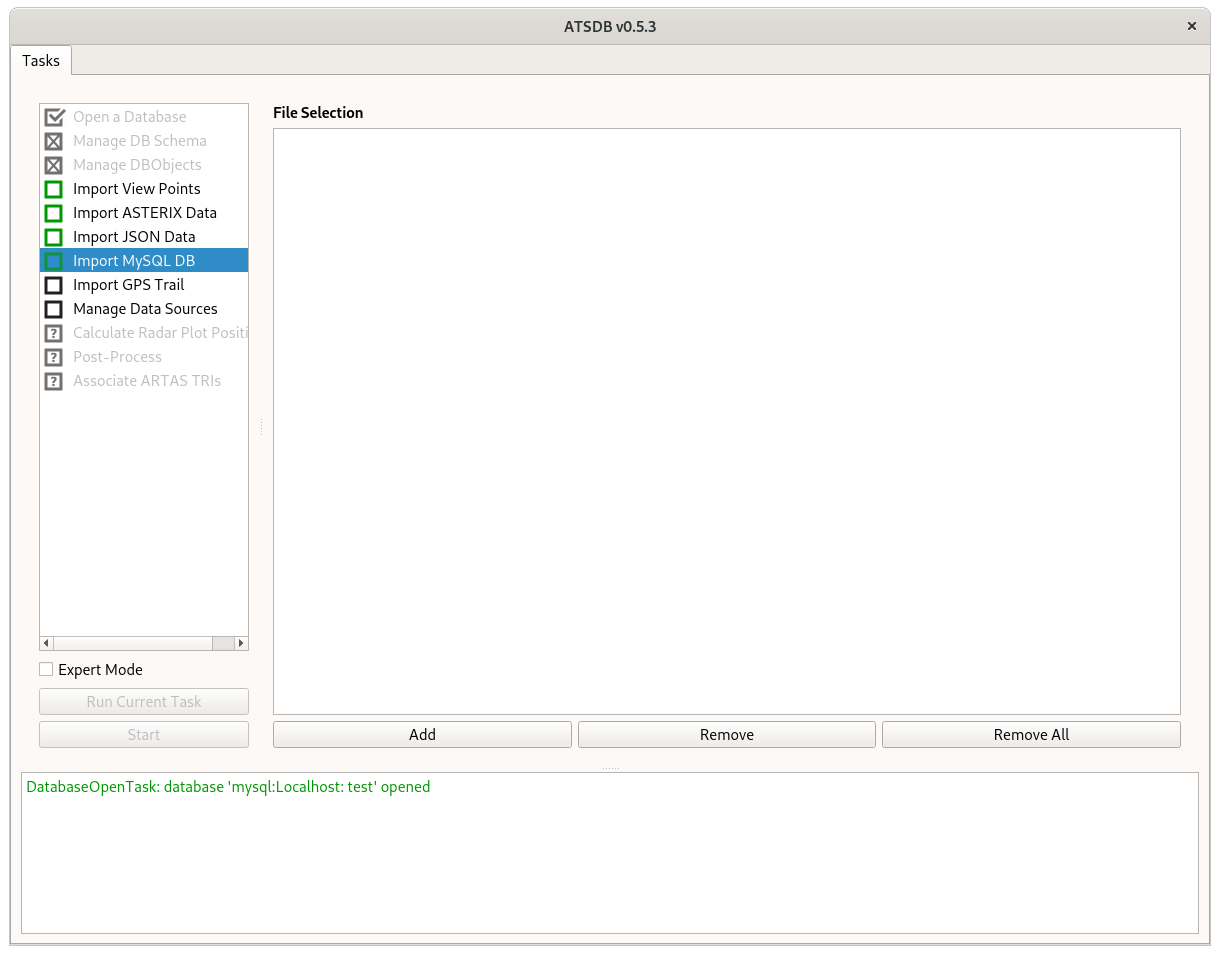 ATSDB v0.5.3
Tasks
Open a Database
Manage DB Schema
Manage DBObjects
Import View Points
Import ASTERIX Data
Import JSON Data
Import MySQL DB
Import GPS Trail
Manage Data Sources
Calculate Radar Plot Positi
Post-Process
Associate ARTAS TRIs
Expert Mode
Run Current Task
Start
File Selection
Add
Remove
Remove All
DatabaseOpenTask: database 'mysql:Localhost: test' opened